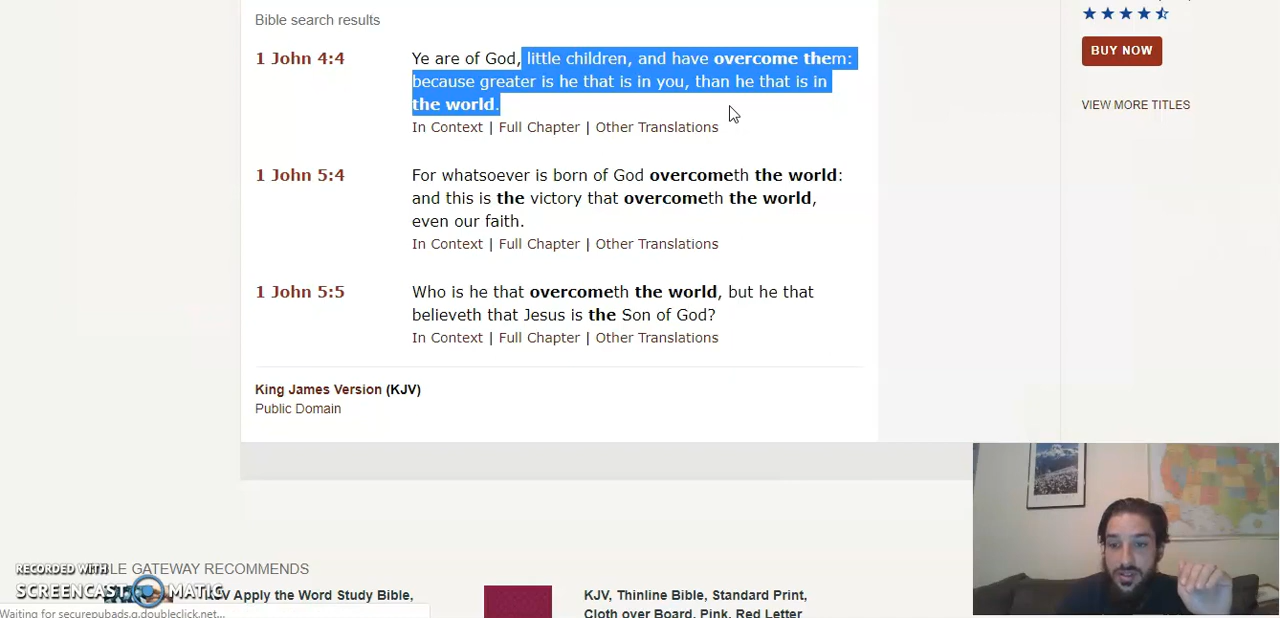 Bible search results
1 John 4:4
Ye are of God, little children, and have overcome them:
because greater is he that is in you, than he that is in
the world.
In Context | Full Chapter | Other Translations
1 John 5:4
For whatsoever is born of God overcometh the world:
and this is the victory that overcometh the world,
even our faith.
In Context | Full Chapter | Other Translations
1 John 5:5
Who is he that overcometh the world, but he that
believeth that Jesus is the Son of God?
In Context | Full Chapter | Other Translations
King James Version (KJV)
Public Domain
BUY NOW
VIEW MORE TITLES
BLE GATEWAY RECOMMENDS
RECORDED WITH
SCREENCAST MATIC
KJV Apply the Word Study Bible,
Waiting for securepubads.g.doubleclick.net...
KJV, Thinline Bible, Standard Print,
Cloth over Board, Pink, Red Letter